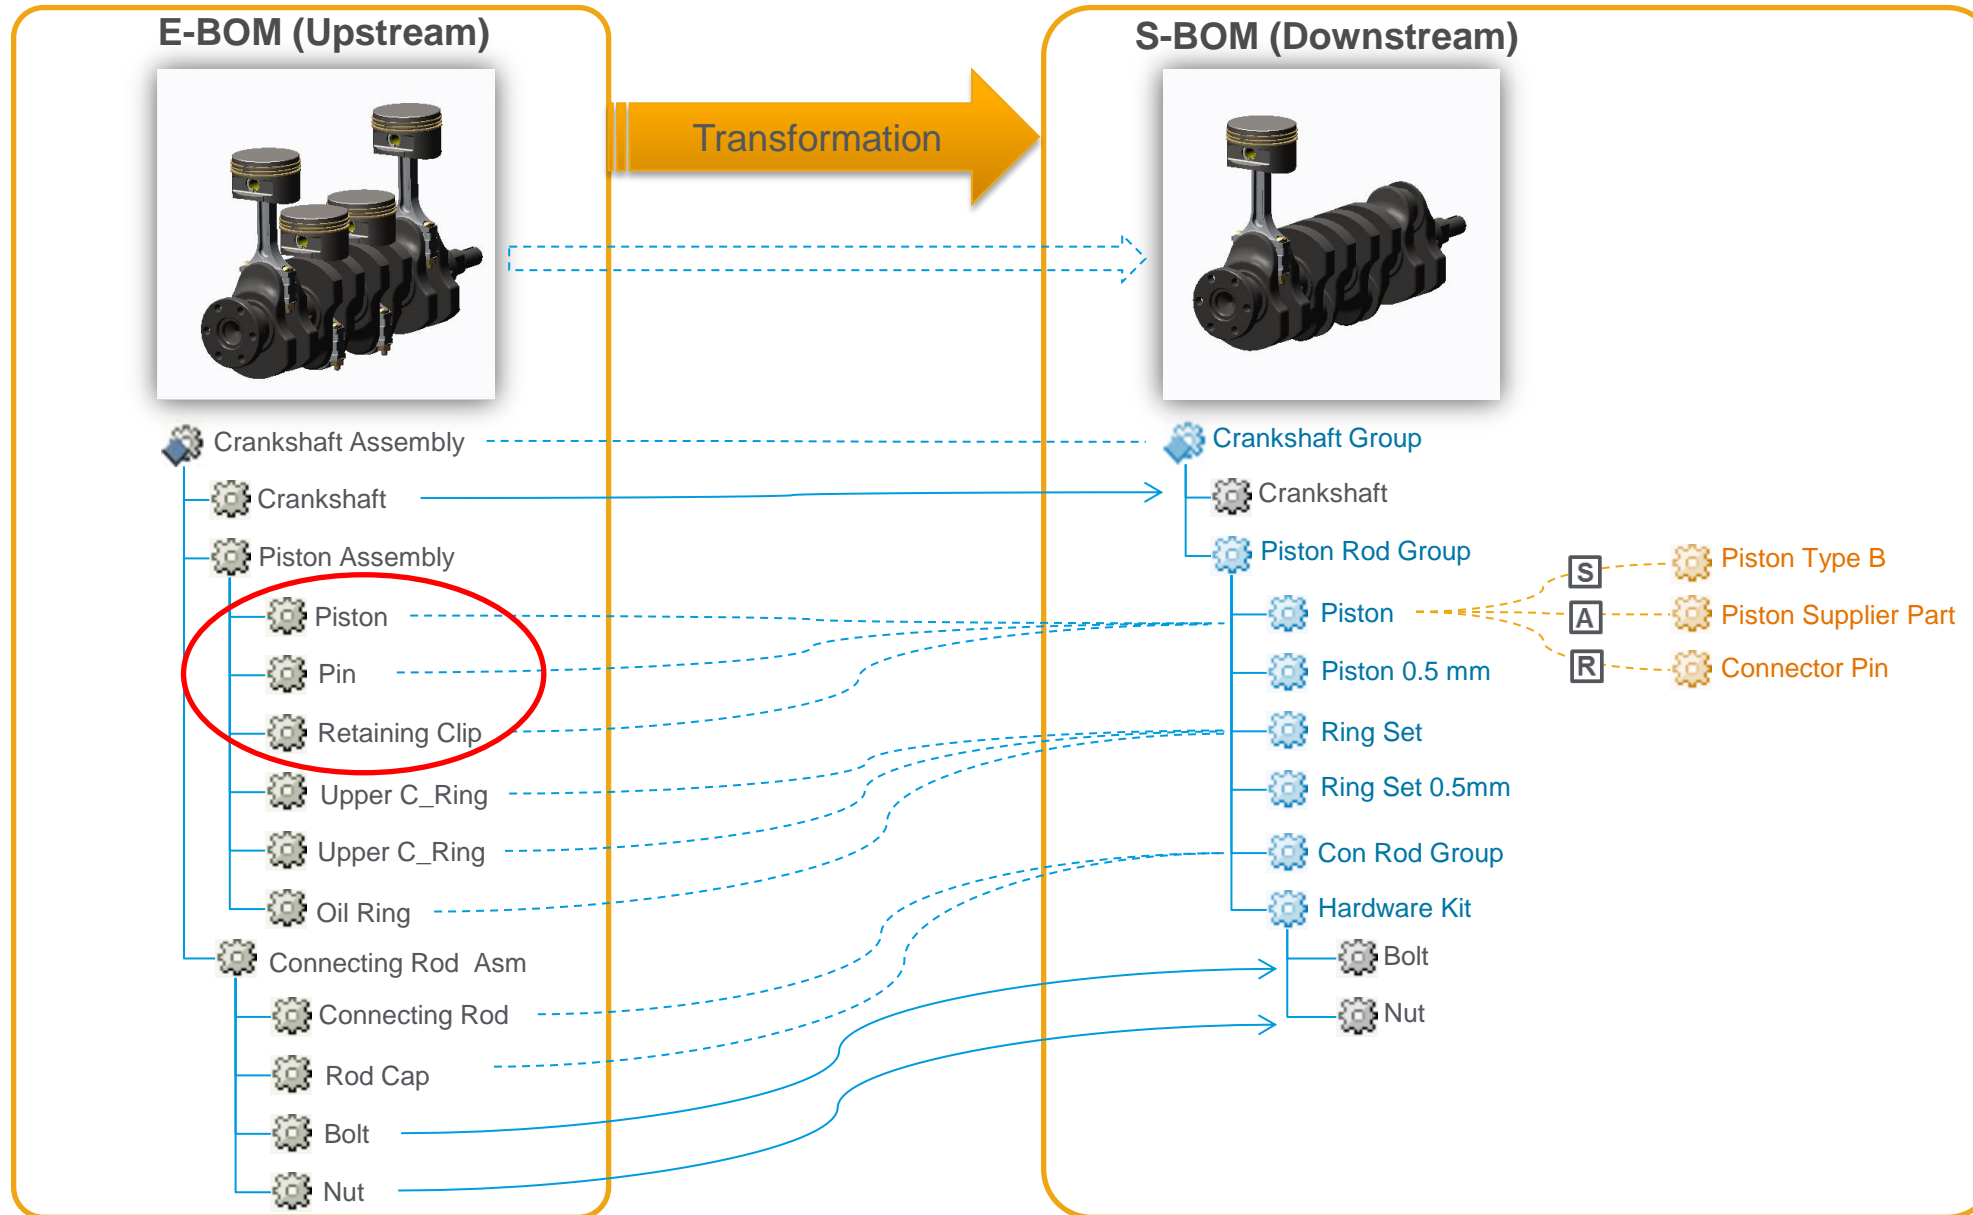 E-BOM (Upstream)
S-BOM (Downstream)
Transformation
Crankshaft Assembly
Crankshaft
Piston Assembly
Piston
Pin
Retaining Clip
Upper C_Ring
Upper C_Ring
Oil Ring
Connecting Rod Asm
Connecting Rod
Rod Cap
Bolt
Nut
Crankshaft Group
Crankshaft
Piston Rod Group
Piston
Piston 0.5 mm
Ring Set
Ring Set 0.5mm
Con Rod Group
Hardware Kit
Bolt
Nut
S
Piston Type B
A
Piston Supplier Part
R
Connector Pin